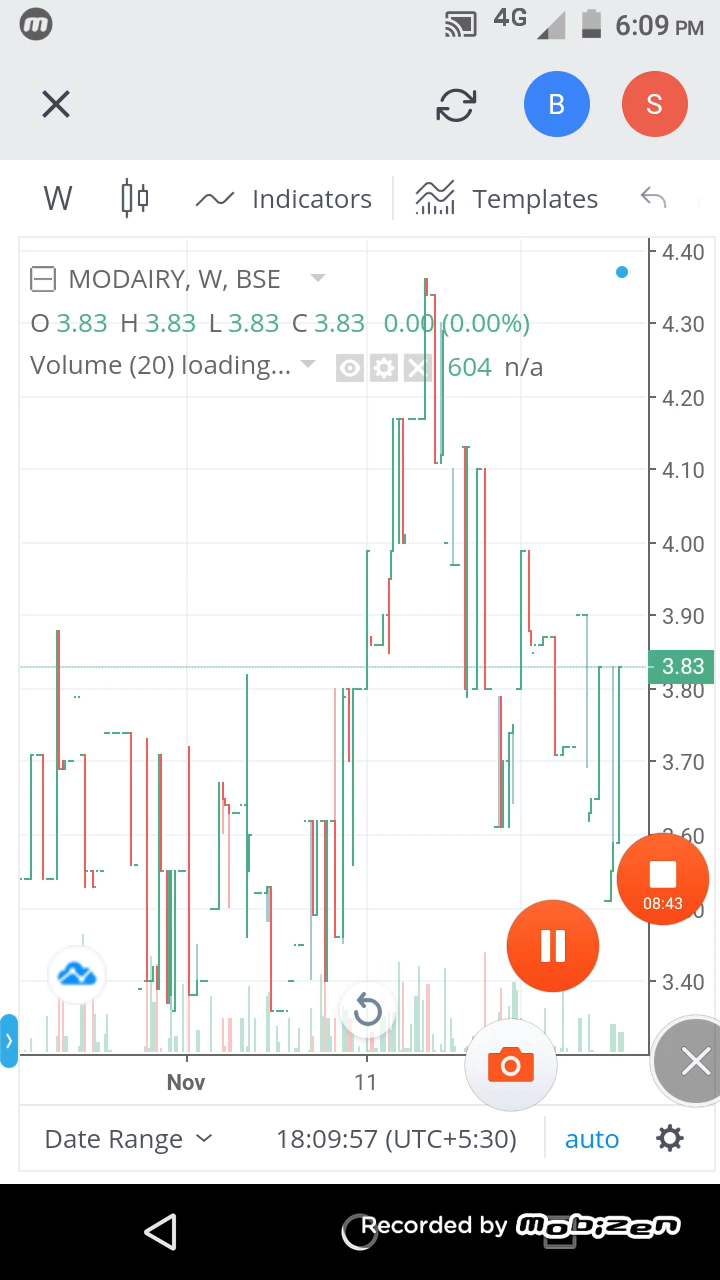 m
4G 6:09 PM
B S
W Indicators Templates
MODAIRY, W, BSE
O 3.83 H 3.83 L 3.83 C 3.83 0.00 (0.00%)
Volume (20) loading... 604 n/a
4.40
4.30
4.20
4.10
4.00
3.90
3.83
3.80
3.70
08:43
3.40
Nov 11
Date Range 18:09:57 (UTC+5:30) auto
Recorded by mobizen